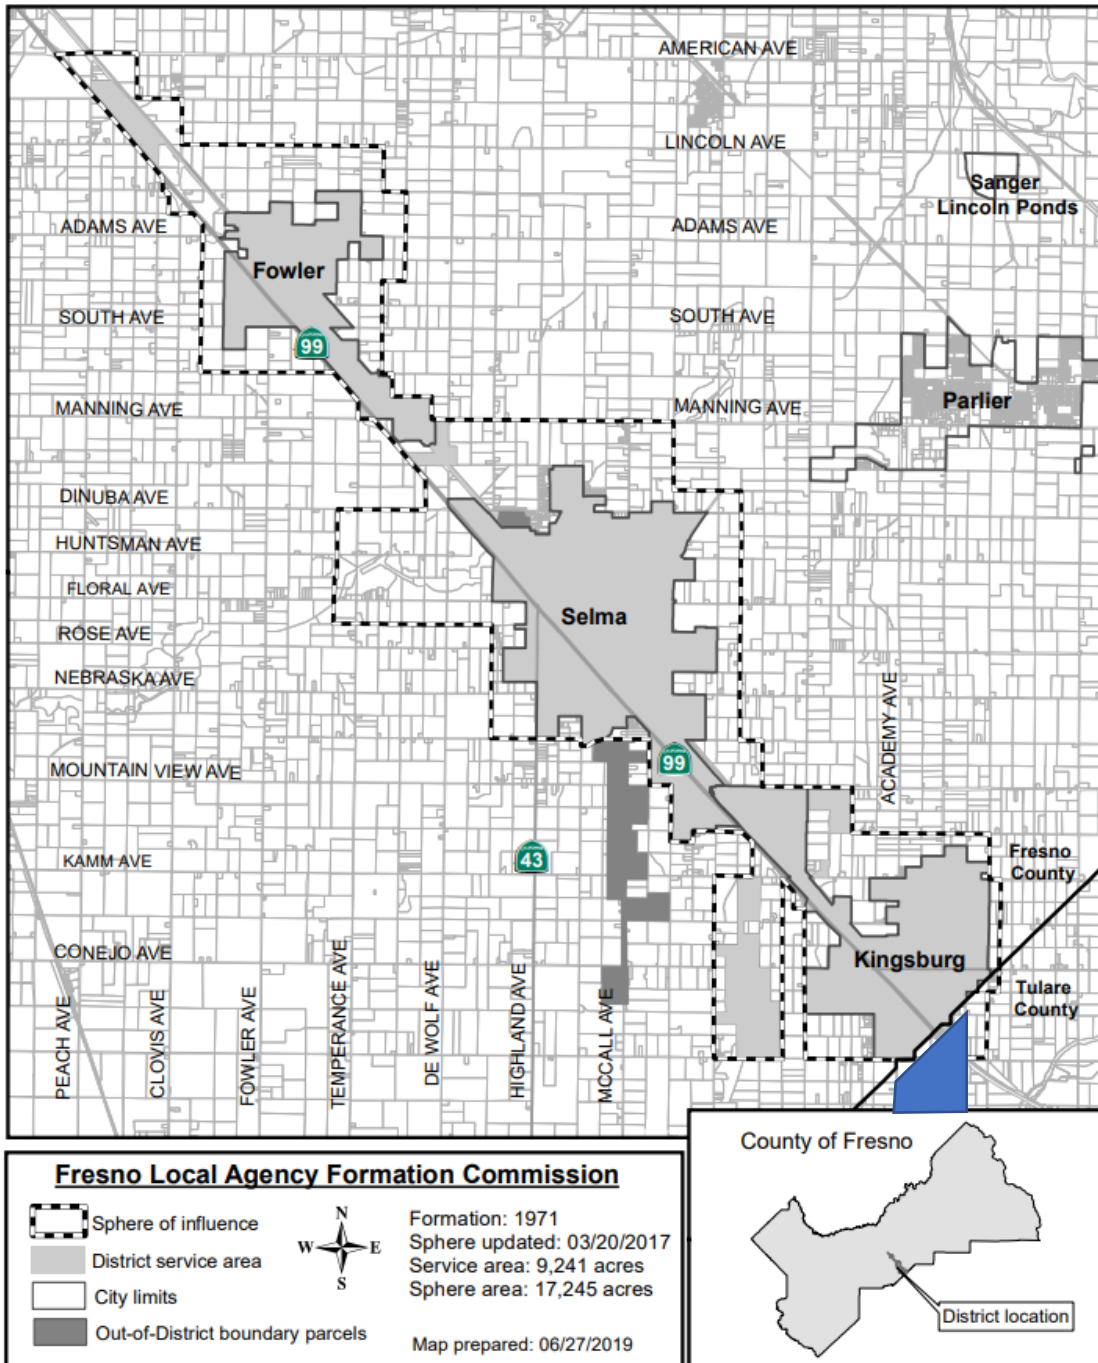 AMERICAN AVE
LINCOLN AVE
Sanger
Lincoln Ponds
ADAMS AVE
ADAMS AVE
Fowler
SOUTH AVE
SOUTH AVE
99
MANNING AVE
MANNING AVE
Parlier
DINUBA AVE
HUNTSMAN AVE
FLORAL AVE
Selma
ROSE AVE
NEBRASKA AVE
ACADEMY AVE
MOUNTAIN VIEW AVE
99
KAMM AVE
43
Fresno
County
CONEJO AVE
Kingsburg
Tulare
County
PEACH AVE
CLOVIS AVE
FOWLER AVE
TEMPERANCE AVE
DE WOLF AVE
HIGHLAND AVE
MCCALL AVE
Fresno Local Agency Formation Commission
Sphere of influence
District service area
City limits
Out-of-District boundary parcels
N
W E
S
Formation: 1971
Sphere updated: 03/20/2017
Service area: 9,241 acres
Sphere area: 17,245 acres
Map prepared: 06/27/2019
County of Fresno
District location